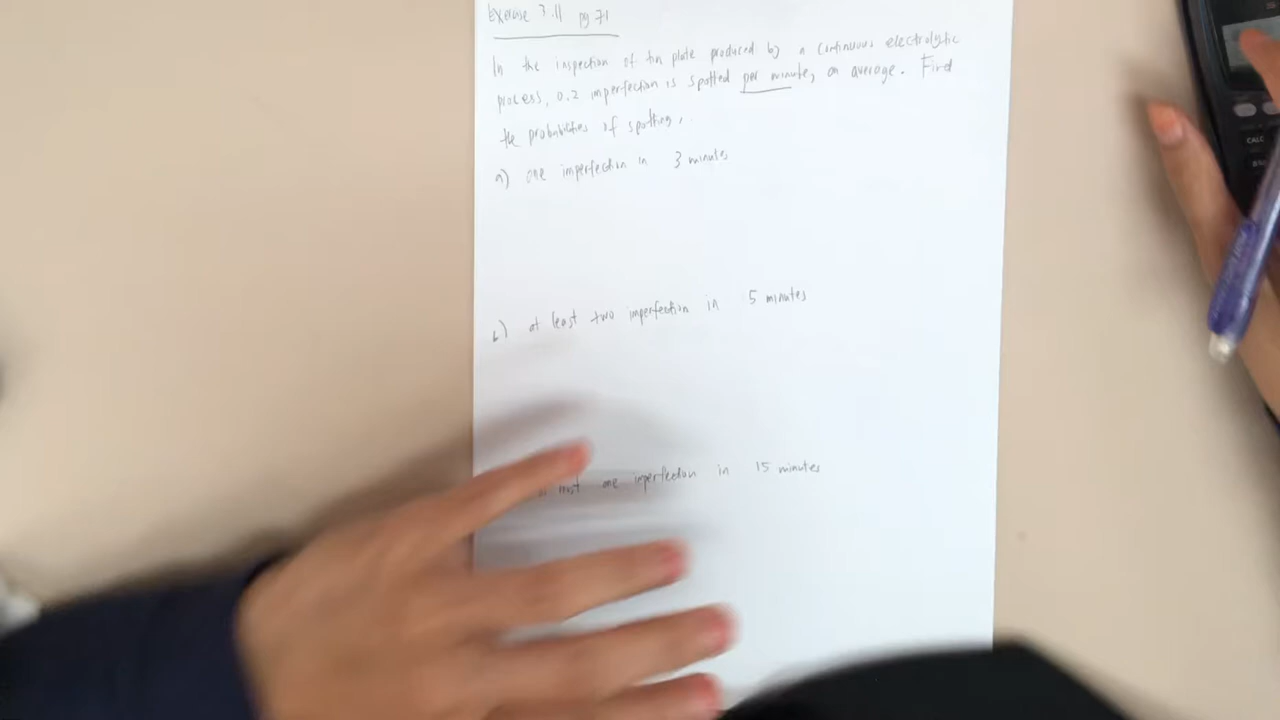 Exercise 3.11 pg 71
In the inspection of tin plate produced by a continuous electrolytic
process, 0.2 imperfection is spotted per minute, on average. Find
the probabilities of spotting,
a) one imperfection in 3 minutes
b) at least two imperfection in 5 minutes
most one imperfection in 15 minutes
CALC